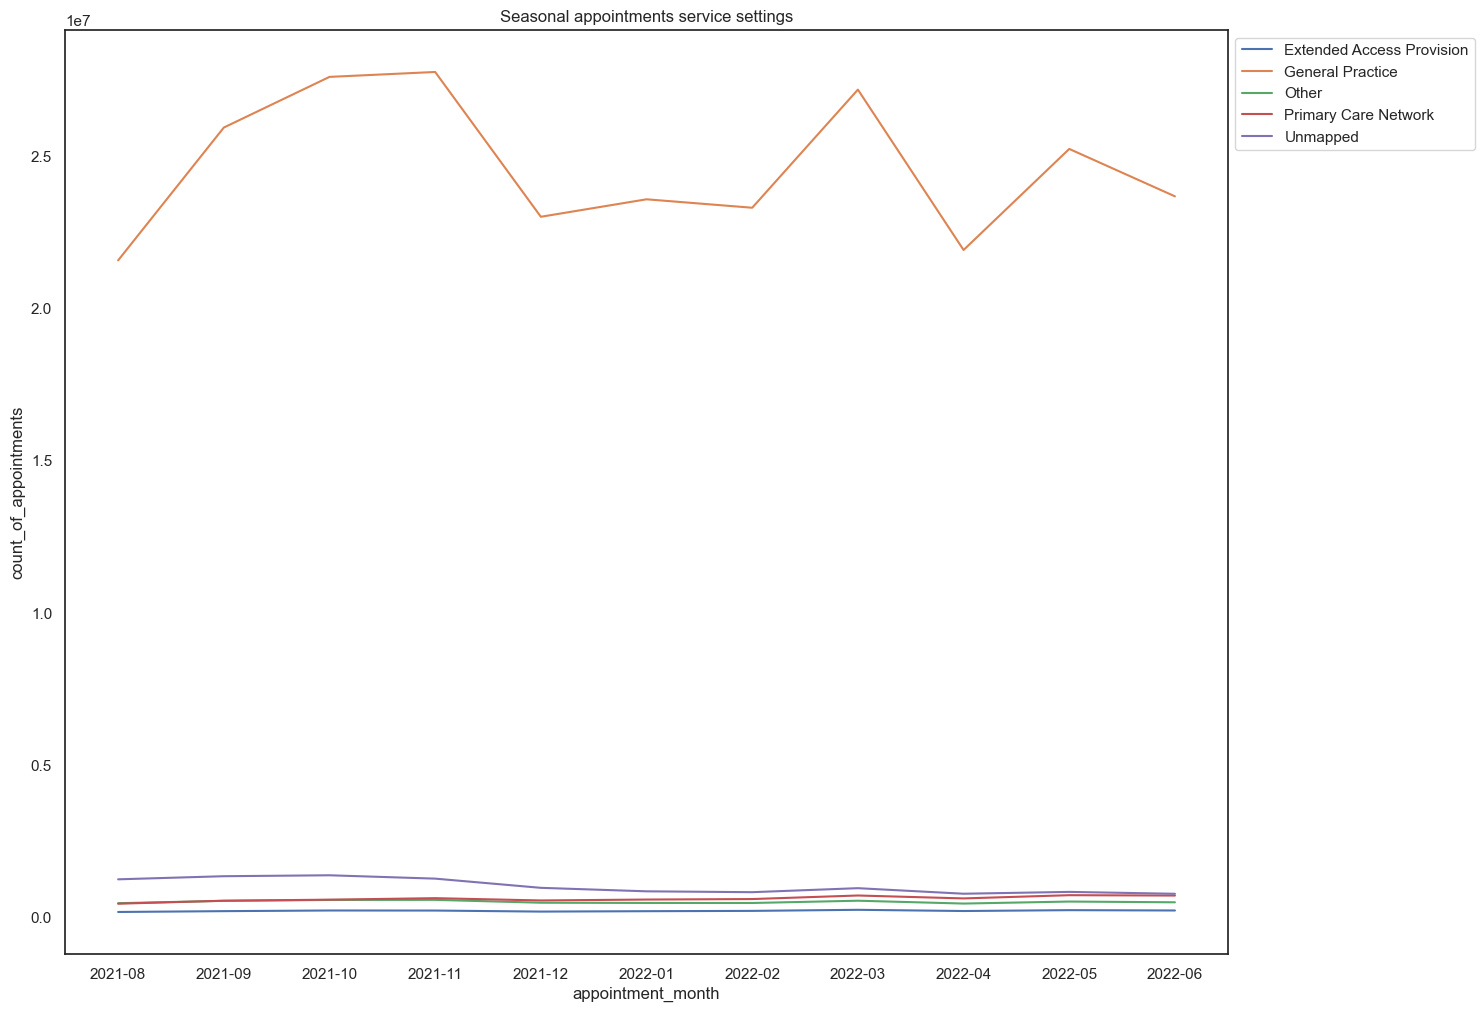 Seasonal appointments service settings
1e7
Extended Access Provision
General Practice
Other
Primary Care Network
Unmapped
2.5
2.0
1.5
1.0
0.5
0.0
count_of_appointments
2021-08
2021-09
2021-10
2021-11
2021-12
2022-01
2022-02
2022-03
2022-04
2022-05
2022-06
appointment_month